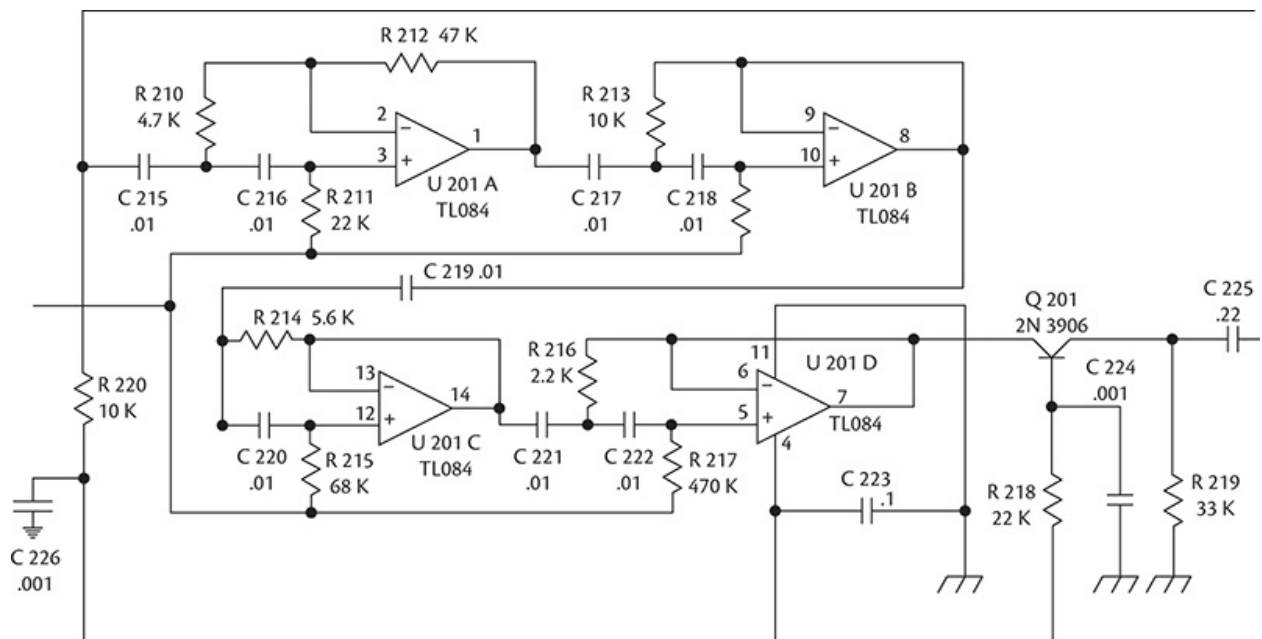 R 212 47 K
R 210
4.7 K
2
−
3
+
1
C 215
.01
C 216
.01
R 211
22 K
U 201 A
TL084
R 213
10 K
9
−
10
+
8
C 217
.01
C 218
.01
U 201 B
TL084
C 219 .01
R 214 5.6 K
13
−
12
+
14
C 220
.01
R 215
68 K
U 201 C
TL084
R 216
2.2 K
11
6
−
5
+
4
7
U 201 D
TL084
C 221
.01
C 222
.01
R 217
470 K
C 223
.1
Q 201
2N 3906
C 224
.001
C 225
.22
R 218
22 K
R 219
33 K
R 220
10 K
C 226
.001